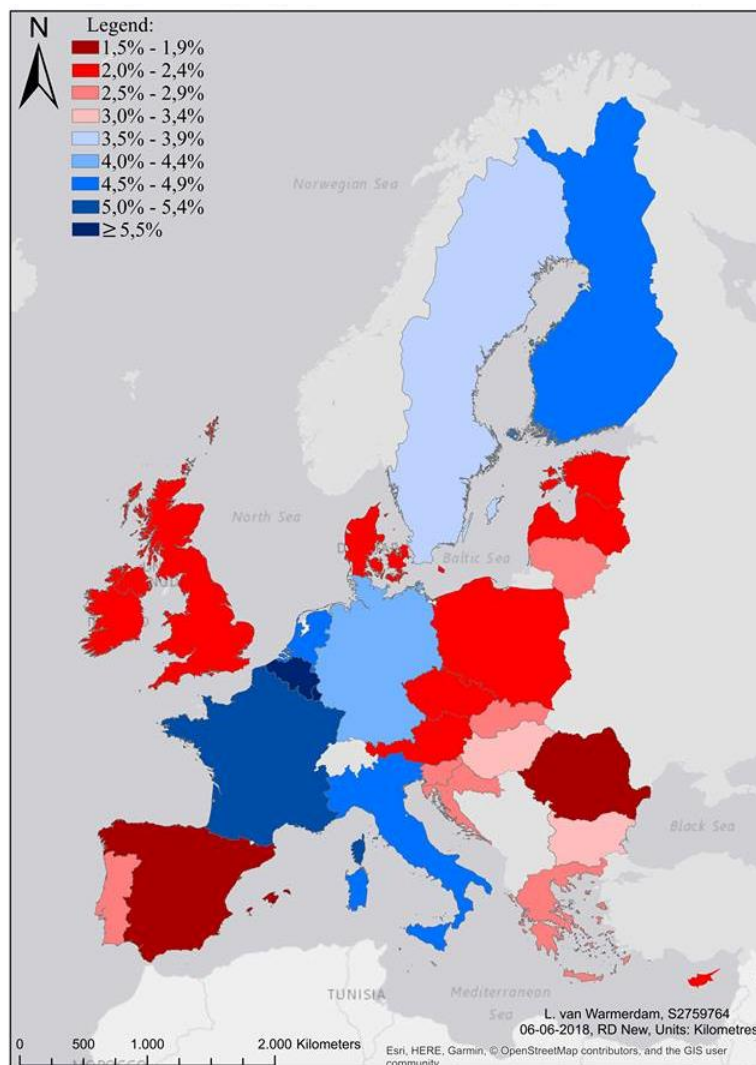 N
Legend:
1,5% - 1,9%
2,0% - 2,4%
2,5% - 2,9%
3,0% - 3,4%
3,5% - 3,9%
4,0% - 4,4%
4,5% - 4,9%
5,0% - 5,4%
≥ 5,5%
Norwegian Sea
North Sea
Baltic Sea
Black Sea
TUNISIA
Mediterranean
Sea
L. van Warmerdam, S2759764
06-06-2018, RD New, Units: Kilometres
0 500 1.000 2.000 Kilometers
Esri, HERE, Garmin, © OpenStreetMap contributors, and the GIS user
community